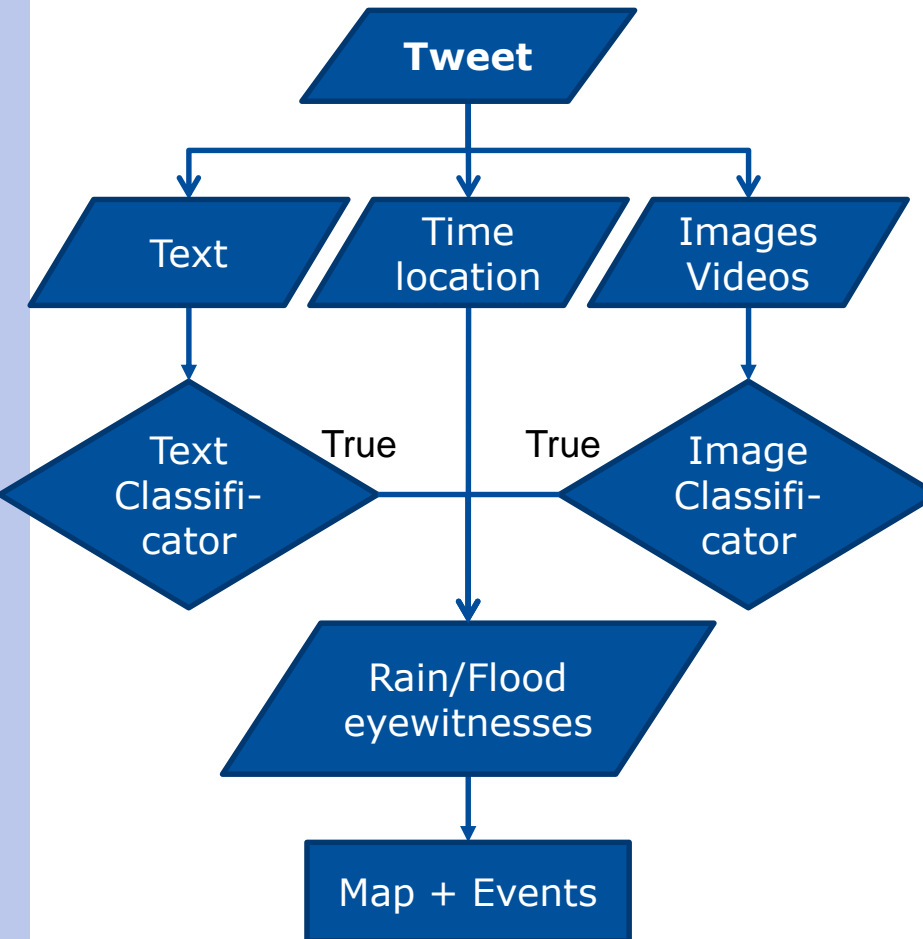 Tweet
Text
Time
location
Images
Videos
Text
Classifi-
cator
True
True
Image
Classifi-
cator
Rain/Flood
eyewitnesses
Map + Events